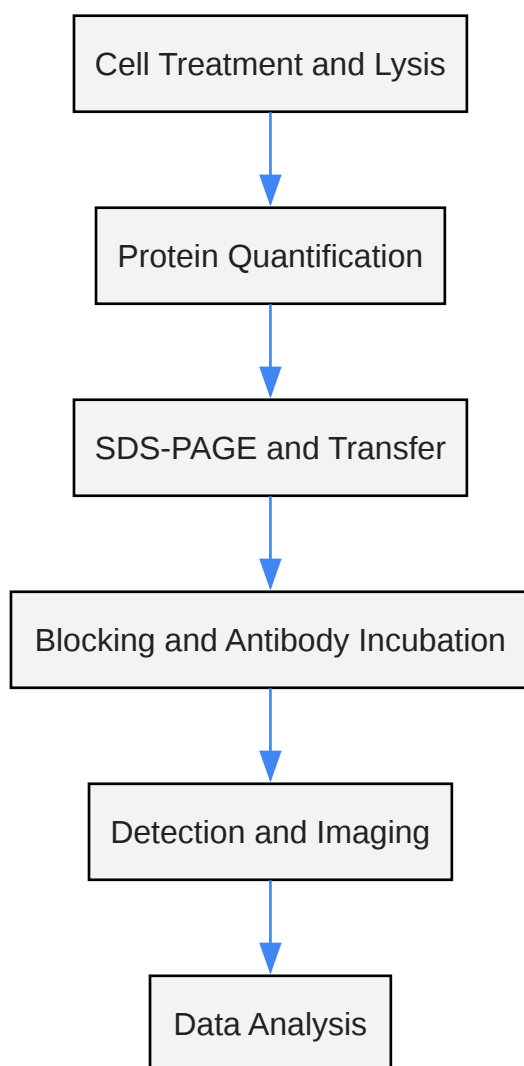 Cell Treatment and Lysis
Protein Quantification
SDS-PAGE and Transfer
Blocking and Antibody Incubation
Detection and Imaging
Data Analysis